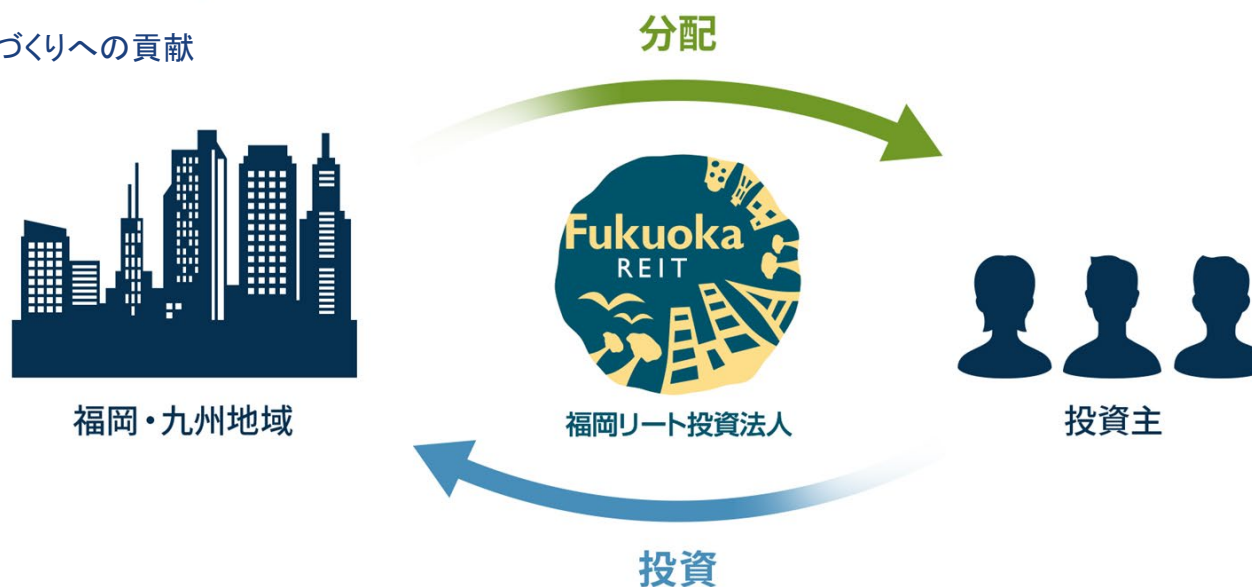 づくりへの貢献
分配
Fukuoka
REIT
福岡・九州地域
福岡リート投資法人
投資主
投資